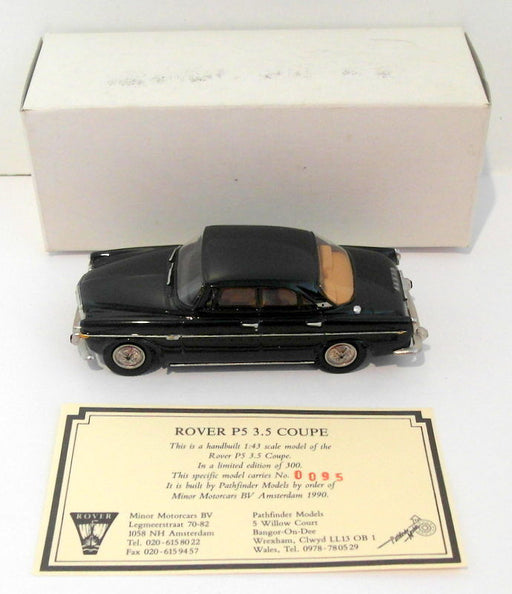 ROVER P5 3.5 COUPE
This is a handbuilt 1:43 scale model of the
Rover P5 3.5 Coupe.
In a limited edition of 300.
This specific model carries No. 0095
It is built by Pathfinder Models by order of
Minor Motorcars BV Amsterdam 1990.
ROVER
Minor Motorcars BV
Legmeerstraat 70-82
1058 NH Amsterdam
Tel. 020-6158022
Fax 020-6159457
Pathfinder Models
5 Willow Court
Bangor-On-Dee
Wrexham, Clwyd LL13 OB 1
Wales, Tel. 0978-780529